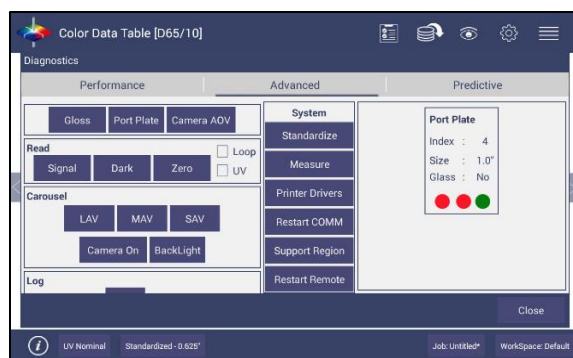 Color Data Table [D65/10]
Diagnostics
Performance
Advanced
Predictive
Gloss
Port Plate
Camera AOV
Read
Loop
Signal
Dark
Zero
UV
Carousel
LAV
MAV
SAV
Camera On
BackLight
Log
System
Standardize
Measure
Printer Drivers
Restart COMM
Support Region
Restart Remote
Port Plate
Index : 4
Size : 1.0"
Glass : No
Close
UV Nominal
Standardized - 0.625"
Job: Untitled*
WorkSpace: Default